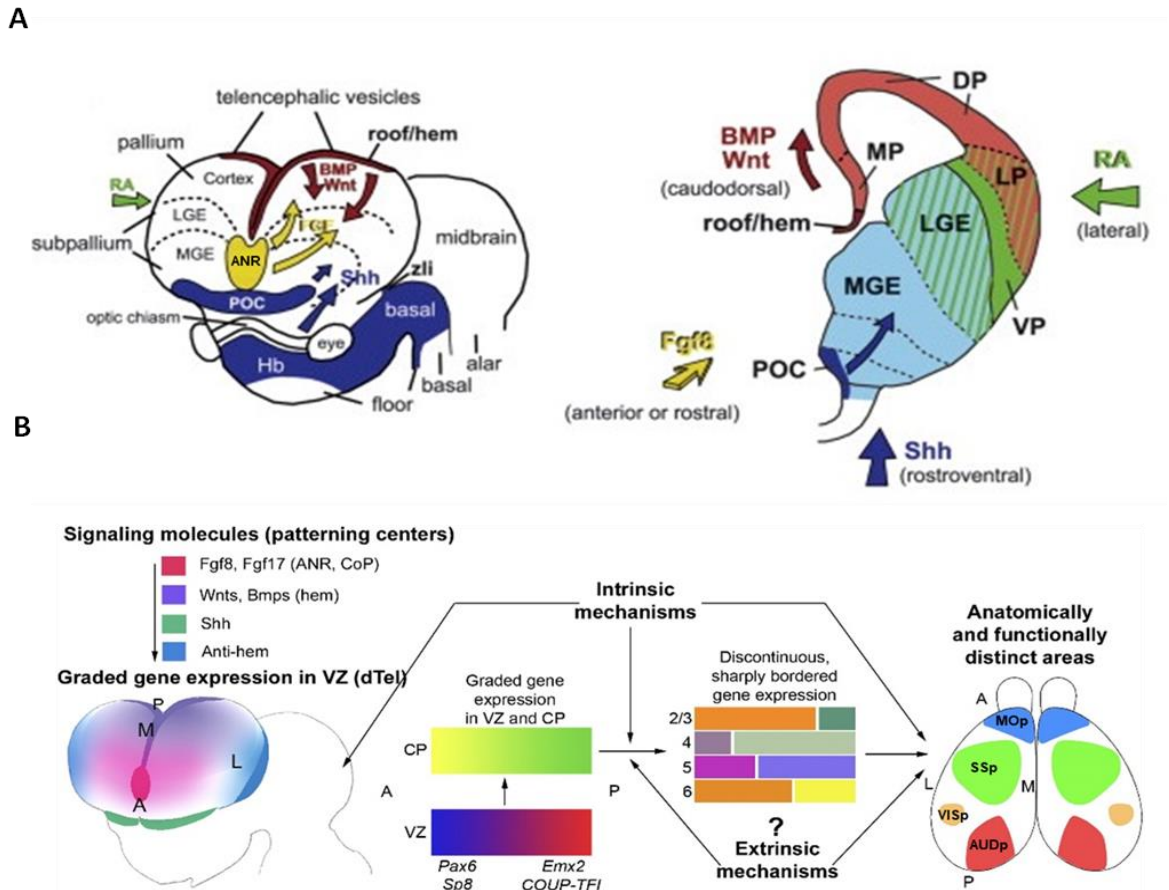 A
telencephalic vesicles
pallium
roof/hem
RA
Cortex
BMP
Wnt
LGE
FGF
subpallium
MGE
ANR
midbrain
Shh
zli
POC
optic chiasm
eye
basal
Hb
alar
basal
floor
DP
BMP
Wnt
(caudodorsal)
MP
LP
RA
(lateral)
roof/hem
LGE
MGE
VP
Fgf8
(anterior or rostral)
POC
Shh
(rostroventral)
B
Signaling molecules (patterning centers)
Fgf8, Fgf17 (ANR, CoP)
Wnts, Bmps (hem)
Shh
Anti-hem
Graded gene expression in VZ (dTel)
P
M
L
A
Intrinsic
mechanisms
Graded gene
expression
in VZ and CP
CP
A
P
VZ
Pax6
Sp8
Emx2
COUP-TFI
Discontinuous,
sharply bordered
gene expression
2/3
4
5
6
?
Extrinsic
mechanisms
Anatomically
and functionally
distinct areas
A
MOp
SSp
L
M
VISp
AUDp
P